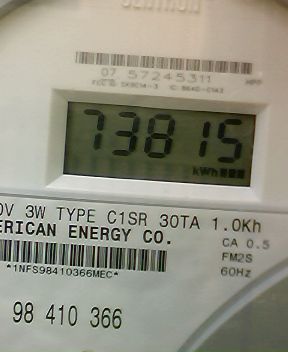 07 57245311
73815
kWh
0V 3W TYPE C1SR 30TA 1.0Kh
ERICAN ENERGY CO.
CA 0.5
FM2S
60Hz
*1NFS98410366MEC*
98 410 366